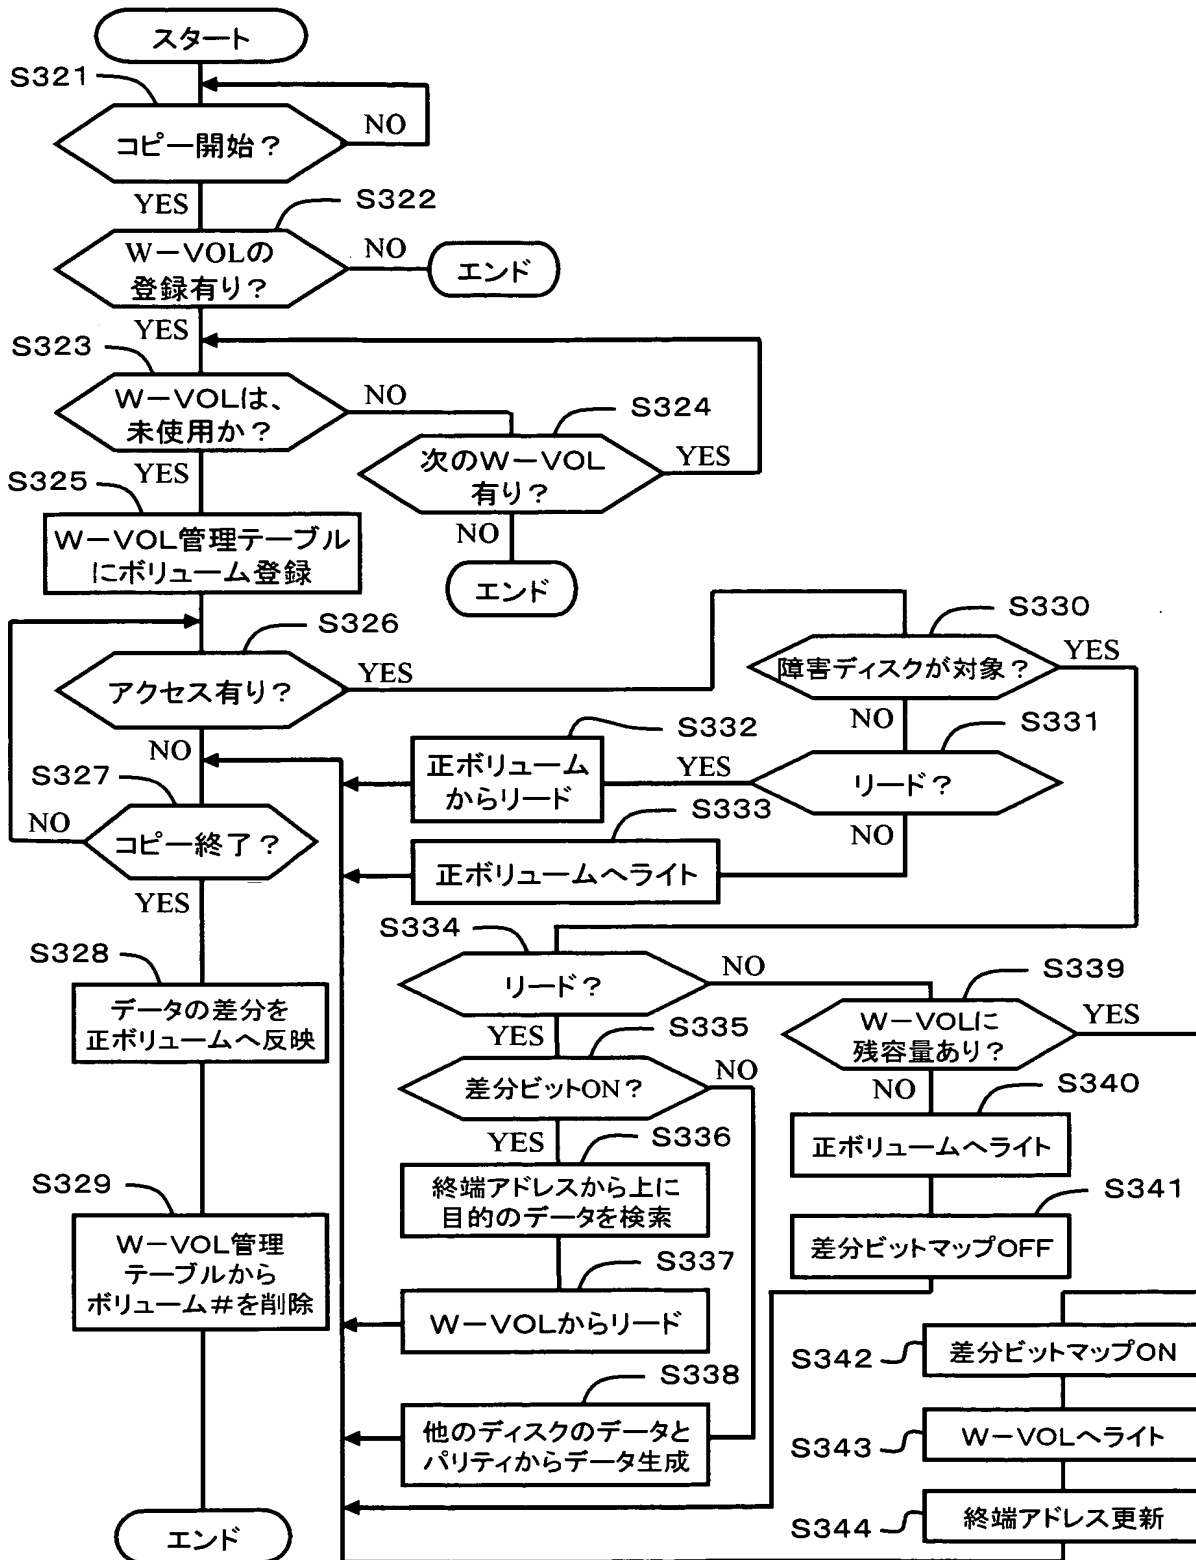 スタート
S321
コピー開始？
NO
YES
S322
W－VOLの
登録有り？
NO
エンド
YES
S323
W－VOLは、
未使用か？
NO
S324
次のW－VOL
有り？
YES
NO
エンド
YES
S325
W－VOL管理テーブル
にボリューム登録
S326
アクセス有り？
YES
NO
S330
障害ディスクが対象？
YES
NO
S331
リード？
YES
NO
S332
正ボリューム
からリード
S333
正ボリュームへライト
S327
コピー終了？
NO
YES
S328
データの差分を
正ボリュームへ反映
S329
W－VOL管理
テーブルから
ボリューム＃を削除
エンド
S334
リード？
NO
YES
S335
差分ビットON？
NO
YES
S336
終端アドレスから上に
目的のデータを検索
S337
W－VOLからリード
S338
他のディスクのデータと
パリティからデータ生成
S339
W－VOLに
残容量あり？
YES
NO
S340
正ボリュームへライト
S341
差分ビットマップOFF
S342
差分ビットマップON
S343
W－VOLへライト
S344
終端アドレス更新